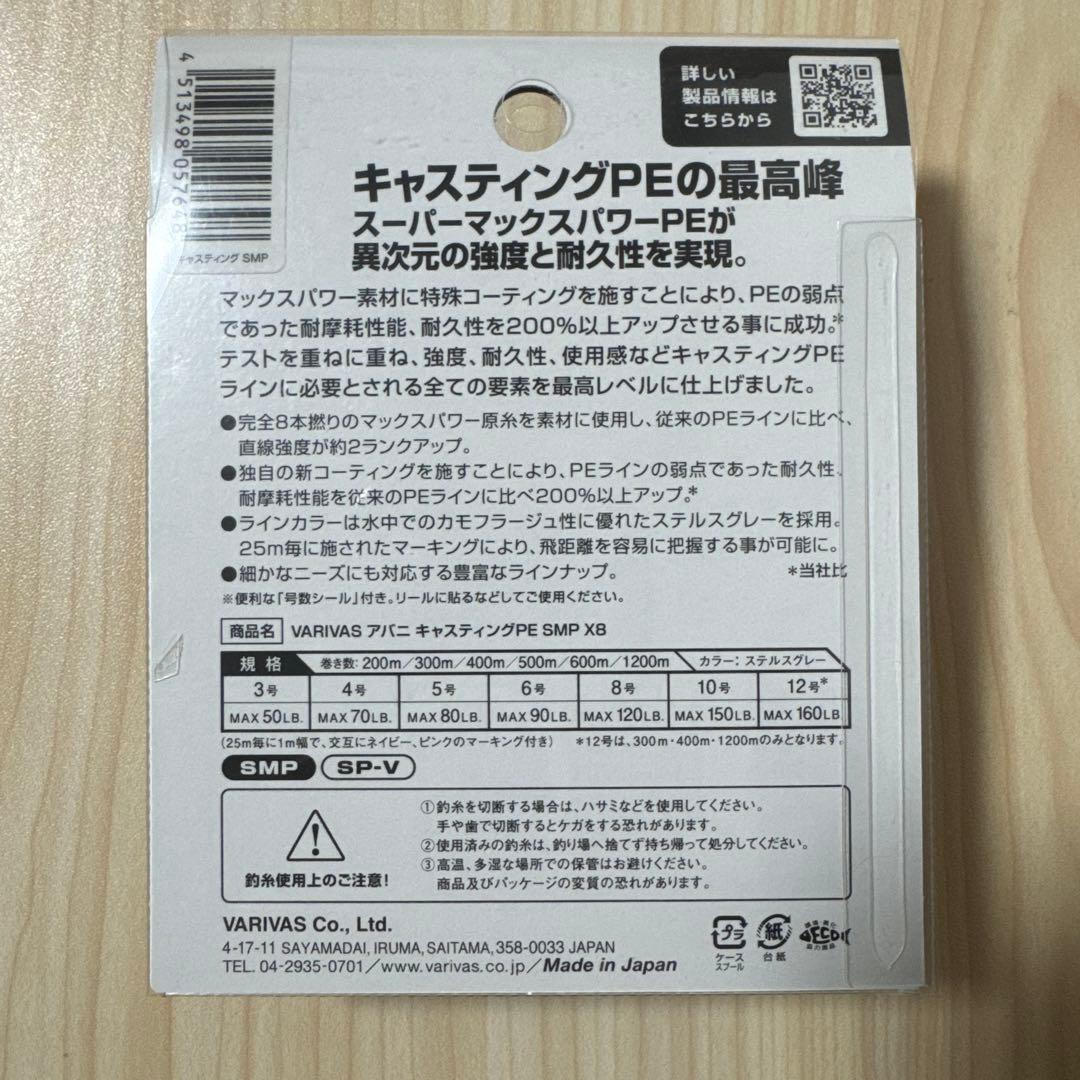 4 513498 057648
キャスティング SMP
詳しい
製品情報は
こちらから
キャスティングPEの最高峰
スーパーマックスパワーPEが
異次元の強度と耐久性を実現。
マックスパワー素材に特殊コーティングを施すことにより、PEの弱点
であった耐摩耗性能、耐久性を200%以上アップさせる事に成功。*
テストを重ねに重ね、強度、耐久性、使用感などキャスティングPE
ラインに必要とされる全ての要素を最高レベルに仕上げました。
●完全8本撚りのマックスパワー原糸を素材に使用し、従来のPEラインに比べ、
直線強度が約2ランクアップ。
●独自の新コーティングを施すことにより、PEラインの弱点であった耐久性、
耐摩耗性能を従来のPEラインに比べ200%以上アップ。*
●ラインカラーは水中でのカモフラージュ性に優れたステルスグレーを採用。
25m毎に施されたマーキングにより、飛距離を容易に把握する事が可能に。
●細かなニーズにも対応する豊富なラインナップ。 *当社比
※便利な「号数シール」付き。リールに貼るなどしてご使用ください。
商品名 VARIVAS アバニ キャスティングPE SMP X8
規格 巻き数:200m/300m/400m/500m/600m/1200m カラー:ステルスグレー
3号 4号 5号 6号 8号 10号 12号*
MAX 50LB. MAX 70LB. MAX 80LB. MAX 90LB. MAX 120LB. MAX 150LB. MAX 160LB
(25m毎に1m幅で、交互にネイビー、ピンクのマーキング付き) *12号は、300m・400m・1200mのみとなります。
SMP SP-V
釣糸使用上のご注意!
①釣糸を切断する場合は、ハサミなどを使用してください。
手や歯で切断するとケガをする恐れがあります。
②使用済みの釣糸は、釣り場へ捨てず持ち帰って処分してください。
③高温、多湿な場所での保管はお避けください。
商品及びパッケージの変質の恐れがあります。
VARIVAS Co., Ltd.
4-17-11 SAYAMADAI, IRUMA, SAITAMA, 358-0033 JAPAN
TEL. 04-2935-0701/www.varivas.co.jp/Made in Japan
プラ
ケース
スプール
紙
台紙